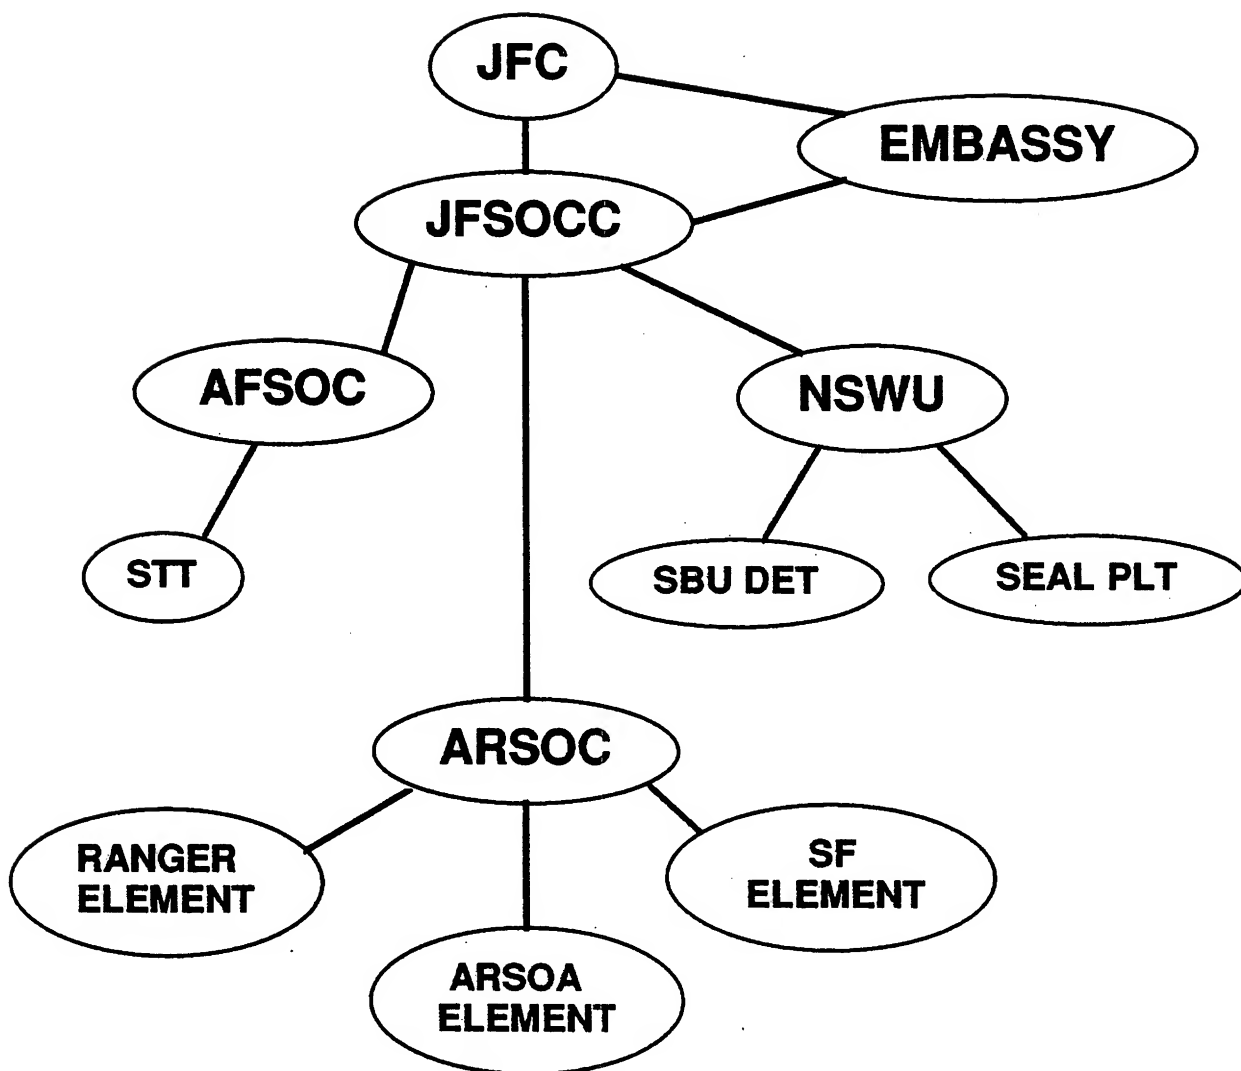 JFC
EMBASSY
JFSOCC
AFSOC
NSWU
STT
SBU DET
SEAL PLT
ARSOC
RANGER
ELEMENT
SF
ELEMENT
ARSOA
ELEMENT